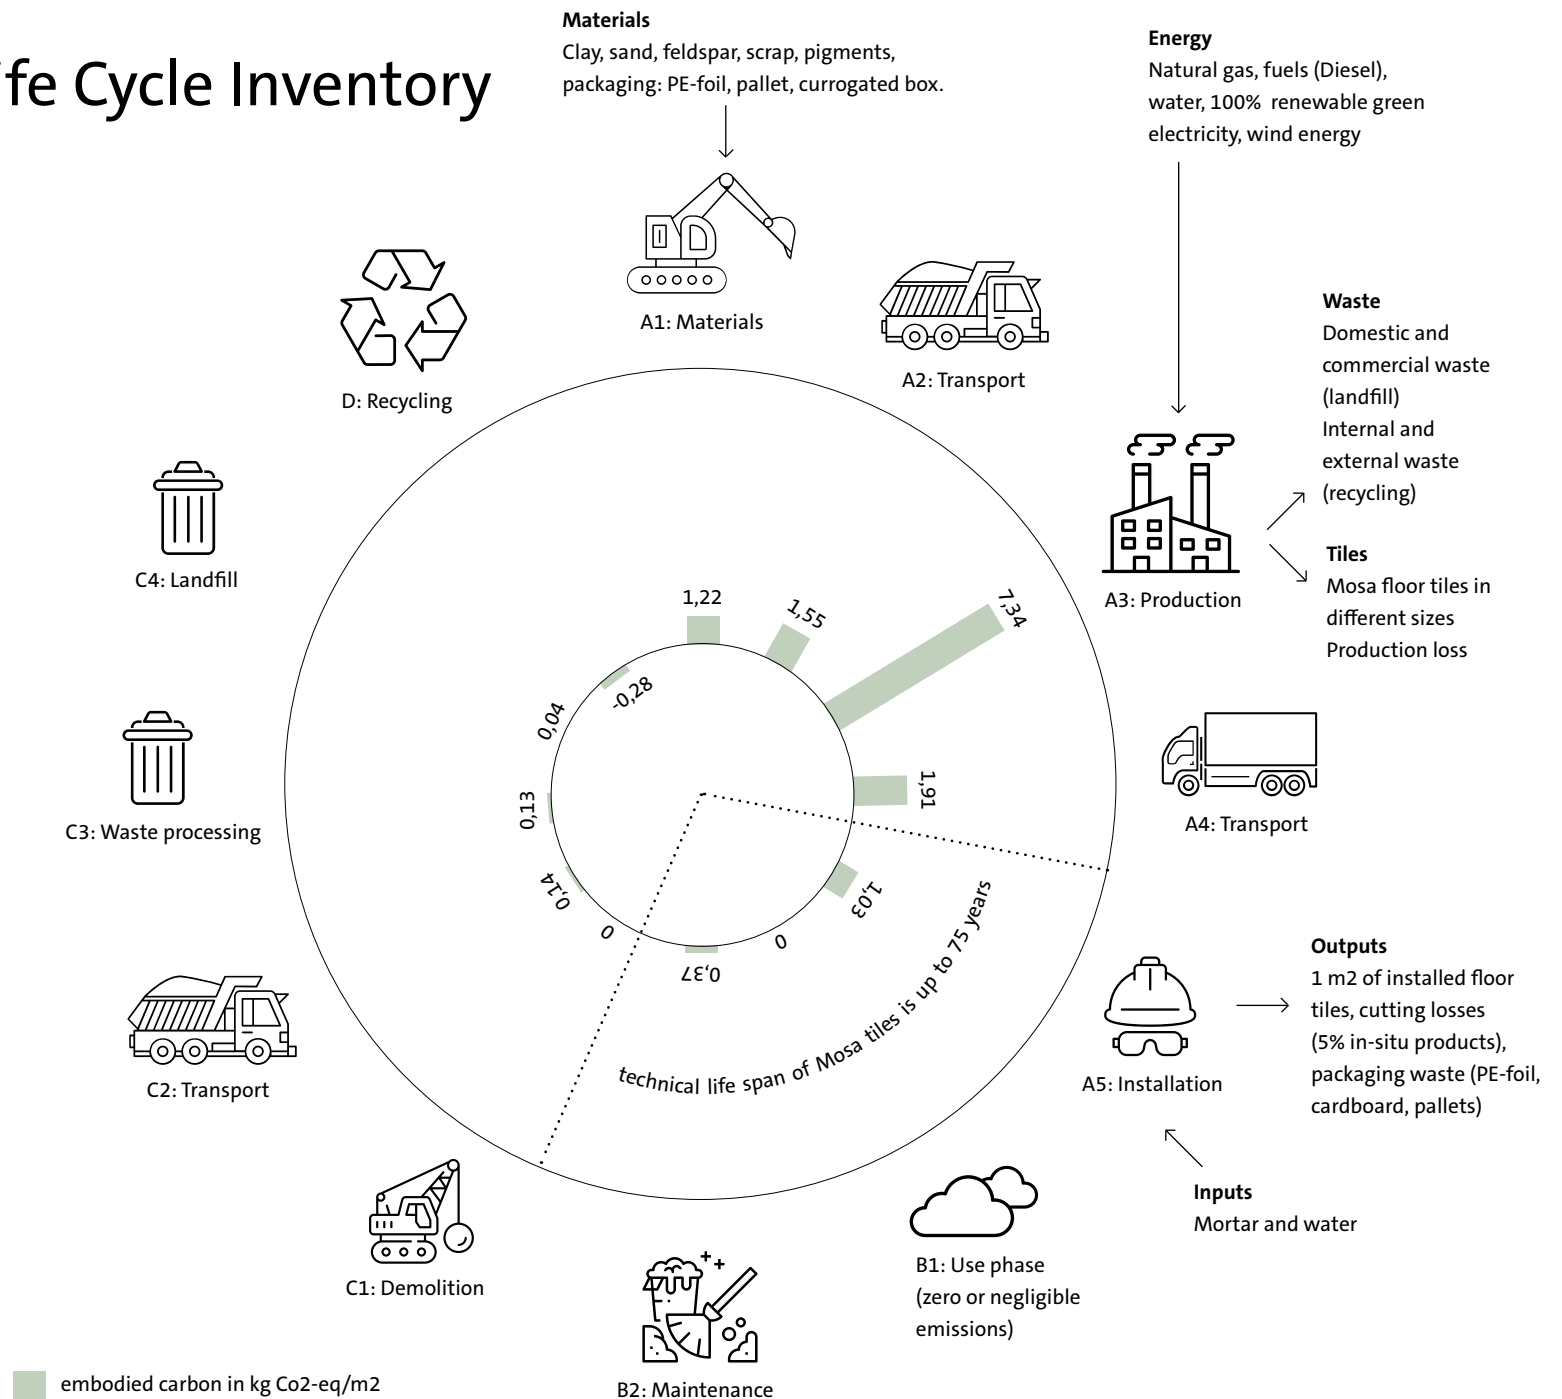 ife Cycle Inventory
Materials
Clay, sand, feldspar, scrap, pigments,
packaging: PE-foil, pallet, currogated box.
Energy
Natural gas, fuels (Diesel),
water, 100% renewable green
electricity, wind energy
A1: Materials
A2: Transport
D: Recycling
Waste
Domestic and
commercial waste
(landfill)
Internal and
external waste
(recycling)
Tiles
Mosa floor tiles in
different sizes
Production loss
A3: Production
C4: Landfill
1,22
1,55
7,34
-0,28
0,04
1,91
0,13
0,14
1,03
0
0
0,37
C3: Waste processing
A4: Transport
technical life span of Mosa tiles is up to 75 years
Outputs
1 m2 of installed floor
tiles, cutting losses
(5% in-situ products),
packaging waste (PE-foil,
cardboard, pallets)
A5: Installation
C2: Transport
Inputs
Mortar and water
B1: Use phase
(zero or negligible
emissions)
C1: Demolition
B2: Maintenance
embodied carbon in kg Co2-eq/m2